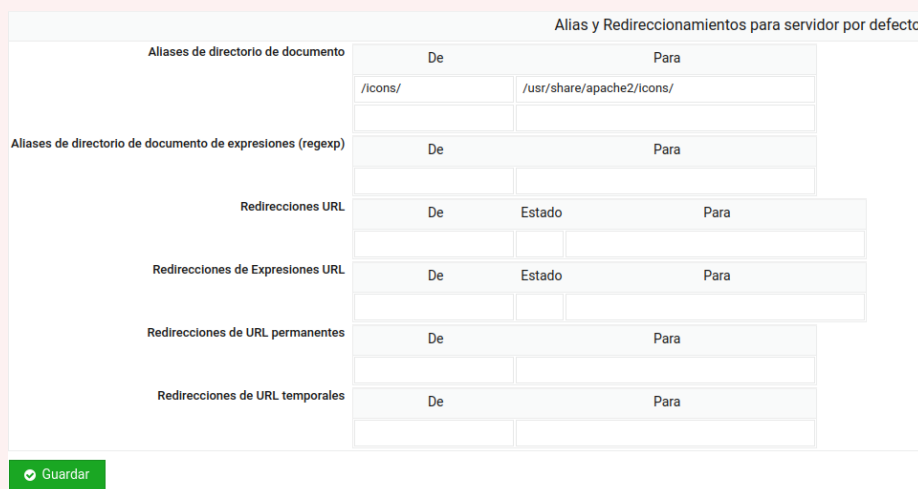 Alias y Redireccionamientos para servidor por defecto
Aliases de directorio de documento
De Para
/icons/ /usr/share/apache2/icons/
Aliases de directorio de documento de expresiones (regexp)
De Para
Redirecciones URL
De Estado Para
Redirecciones de Expresiones URL
De Estado Para
Redirecciones de URL permanentes
De Para
Redirecciones de URL temporales
De Para
Guardar